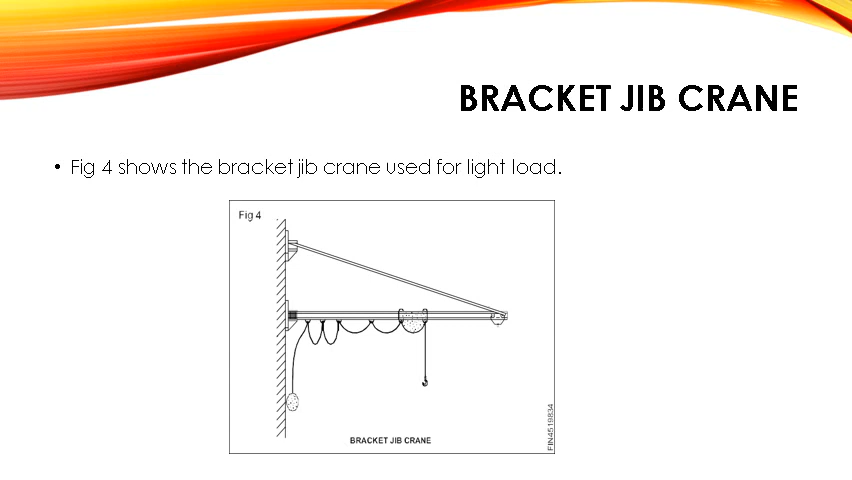 BRACKET JIB CRANE
• Fig 4 shows the bracket jib crane used for light load.
Fig 4
BRACKET JIB CRANE
FIN4519834